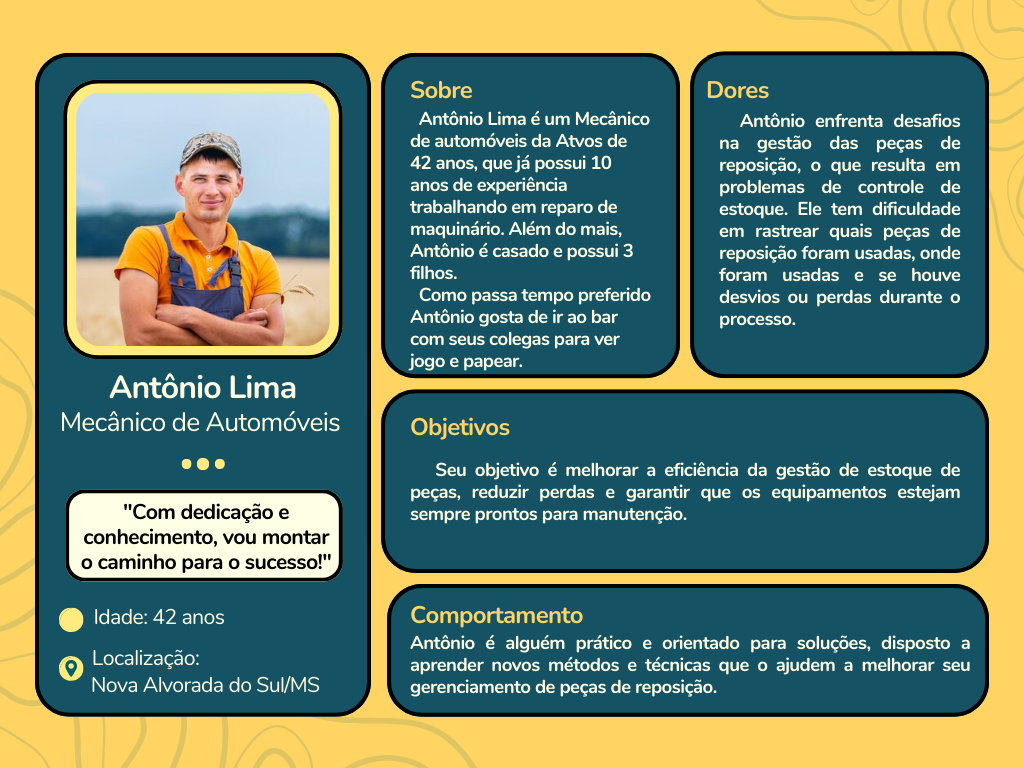 Antônio Lima
Mecânico de Automóveis
"Com dedicação e
conhecimento, vou montar
o caminho para o sucesso!"
Idade: 42 anos
Localização:
Nova Alvorada do Sul/MS
Sobre
Antônio Lima é um Mecânico
de automóveis da Atvos de
42 anos, que já possui 10
anos de experiência
trabalhando em reparo de
maquinário. Além do mais,
Antônio é casado e possui 3
filhos.
Como passa tempo preferido
Antônio gosta de ir ao bar
com seus colegas para ver
jogo e papear.
Dores
Antônio enfrenta desafios
na gestão das peças de
reposição, o que resulta em
problemas de controle de
estoque. Ele tem dificuldade
em rastrear quais peças de
reposição foram usadas, onde
foram usadas e se houve
desvios ou perdas durante o
processo.
Objetivos
Seu objetivo é melhorar a eficiência da gestão de estoque de
peças, reduzir perdas e garantir que os equipamentos estejam
sempre prontos para manutenção.
Comportamento
Antônio é alguém prático e orientado para soluções, disposto a
aprender novos métodos e técnicas que o ajudem a melhorar seu
gerenciamento de peças de reposição.